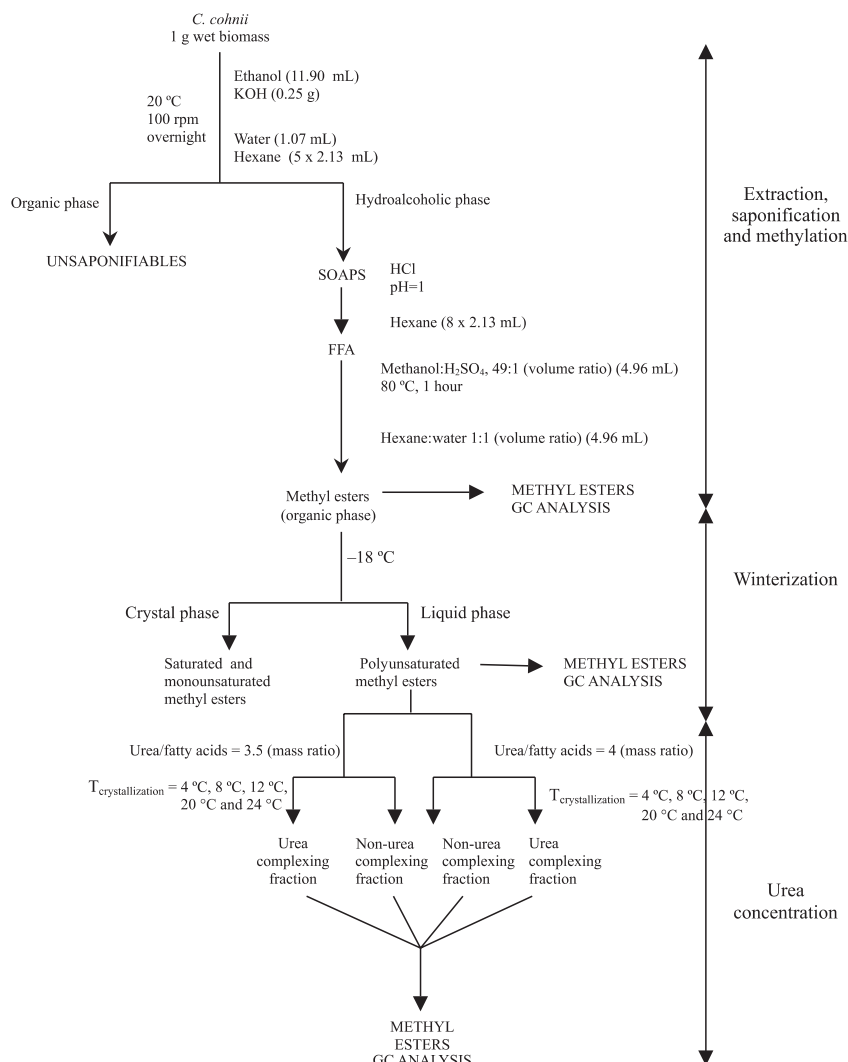 C. cohnii
1 g wet biomass
Ethanol (11.90 mL)
KOH (0.25 g)
20 ºC
100 rpm
overnight
Water (1.07 mL)
Hexane (5 x 2.13 mL)
Organic phase
Hydroalcoholic phase
UNSAPONIFIABLES
SOAPS
HCl
pH=1
Hexane (8 x 2.13 mL)
FFA
Methanol:H₂SO₄, 49:1 (volume ratio) (4.96 mL)
80 ºC, 1 hour
Hexane:water 1:1 (volume ratio) (4.96 mL)
Methyl esters
(organic phase)
METHYL ESTERS
GC ANALYSIS
Extraction,
saponification
and methylation
–18 ºC
Crystal phase
Liquid phase
Saturated and
monounsaturated
methyl esters
Polyunsaturated
methyl esters
METHYL ESTERS
GC ANALYSIS
Winterization
Urea/fatty acids = 3.5 (mass ratio)
Urea/fatty acids = 4 (mass ratio)
Tcrystallization = 4 ºC, 8 ºC, 12 ºC,
20 °C and 24 °C
Tcrystallization = 4 ºC, 8 ºC, 12 ºC,
20 °C and 24 °C
Urea
complexing
fraction
Non-urea
complexing
fraction
Non-urea
complexing
fraction
Urea
complexing
fraction
Urea
concentration
METHYL
ESTERS
GC ANALYSIS